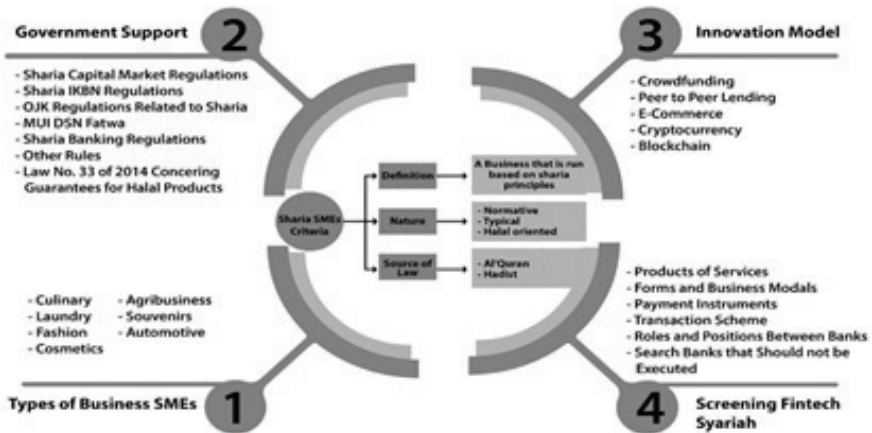 Government Support
2
- Sharia Capital Market Regulations
- Sharia IKBN Regulations
- OJK Regulations Related to Sharia
- MUI DSN Fatwa
- Sharia Banking Regulations
- Other Rules
- Law No. 33 of 2014 Concering
Guarantees for Halal Products
3
Innovation Model
- Crowdfunding
- Peer to Peer Lending
- E-Commerce
- Cryptocurrency
- Blockchain
Sharia SMEs
Criteria
Definition
A Business that is run
based on sharia
principles
Nature
- Normative
- Typical
- Halal oriented
Source of
Law
- Al'Quran
- Hadist
- Culinary
- Laundry
- Fashion
- Cosmetics
- Agribusiness
- Souvenirs
- Automotive
Types of Business SMEs
1
- Products of Services
- Forms and Business Modals
- Payment Instruments
- Transaction Scheme
- Roles and Positions Between Banks
- Search Banks that Should not be
Executed
4
Screening Fintech
Syariah